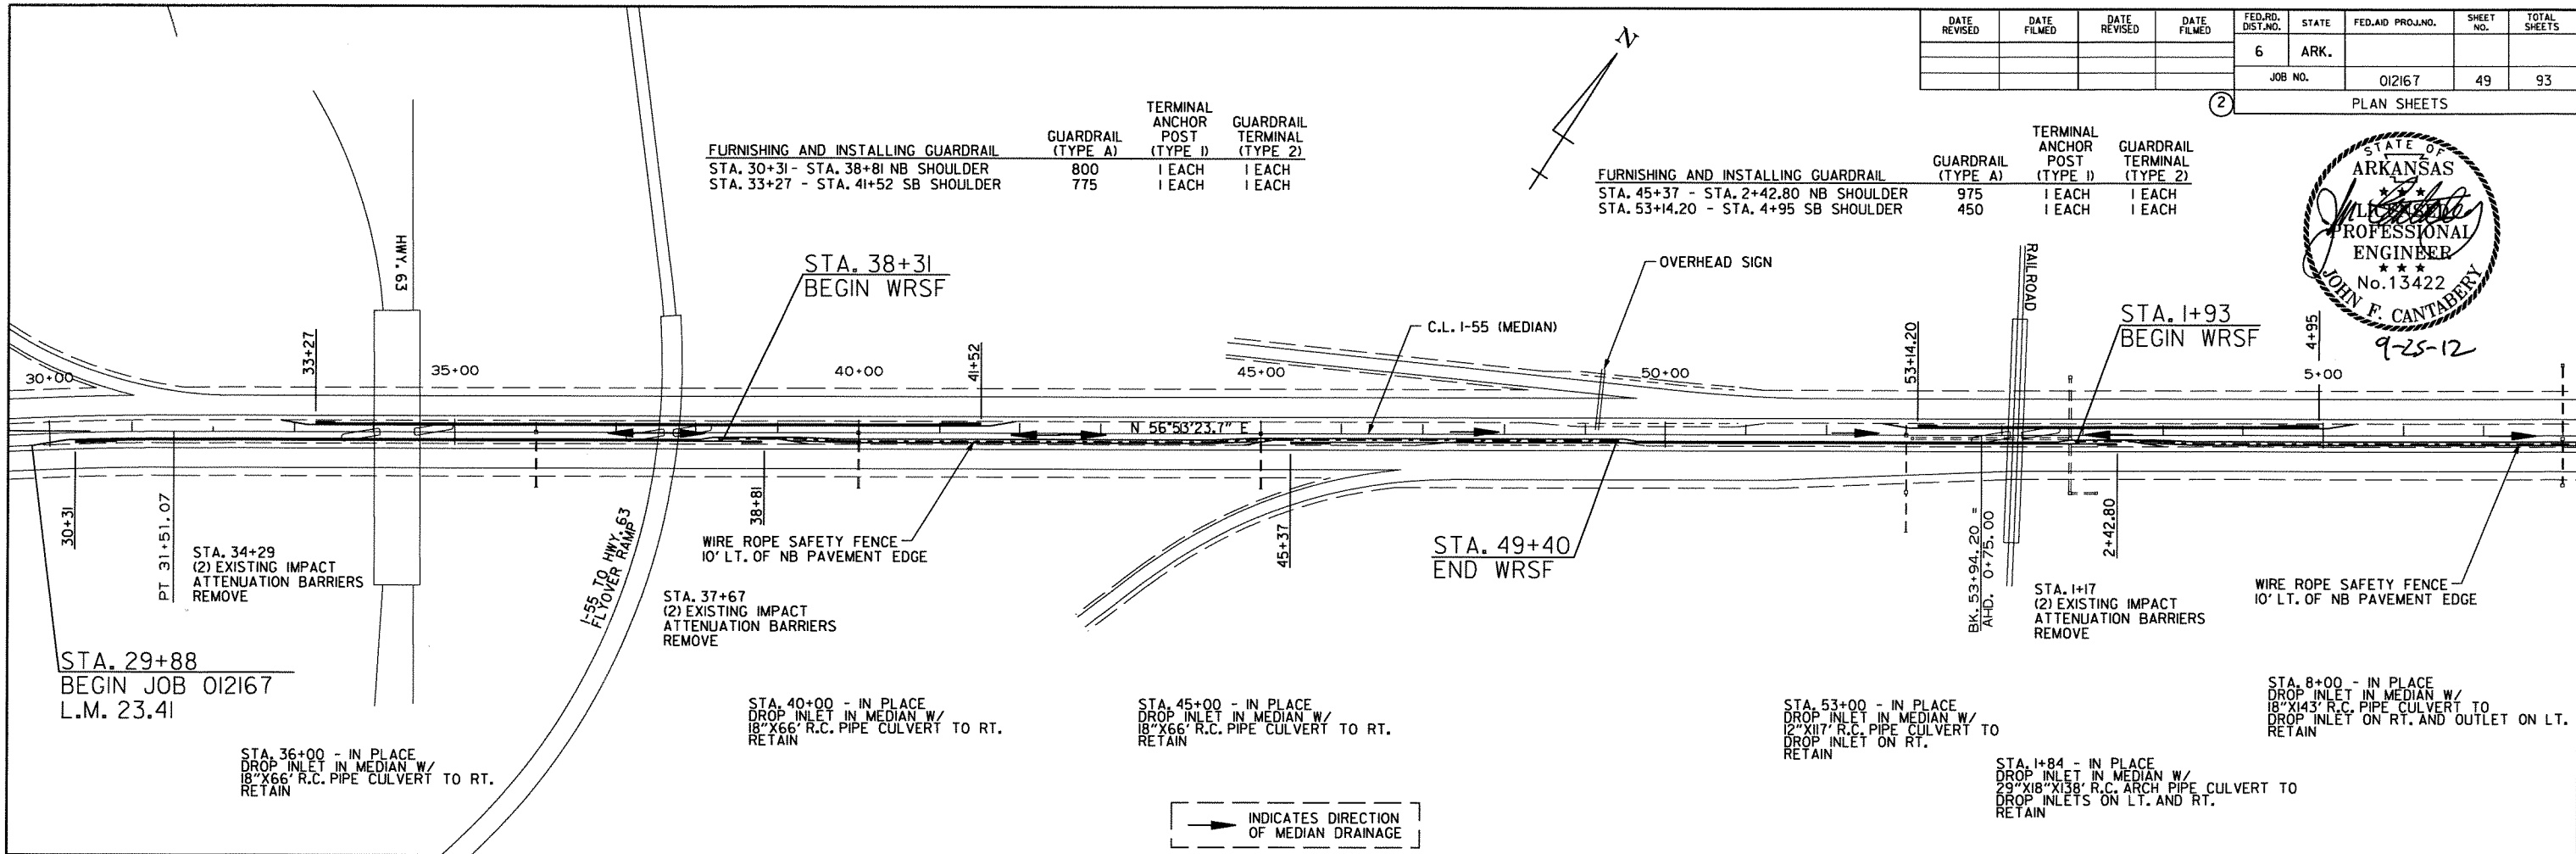 DATE REVISED
DATE FILMED
DATE REVISED
DATE FILMED
FED.RD. DIST.NO.
STATE
FED.AID PROJ.NO.
SHEET NO.
TOTAL SHEETS
6
ARK.
JOB NO.
012167
49
93
2
PLAN SHEETS
N
FURNISHING AND INSTALLING GUARDRAIL
GUARDRAIL (TYPE A)
TERMINAL ANCHOR POST (TYPE 1)
GUARDRAIL TERMINAL (TYPE 2)
STA. 30+31 - STA. 38+81 NB SHOULDER 800 1 EACH 1 EACH
STA. 33+27 - STA. 41+52 SB SHOULDER 775 1 EACH 1 EACH
FURNISHING AND INSTALLING GUARDRAIL
GUARDRAIL (TYPE A)
TERMINAL ANCHOR POST (TYPE 1)
GUARDRAIL TERMINAL (TYPE 2)
STA. 45+37 - STA. 2+42.80 NB SHOULDER 975 1 EACH 1 EACH
STA. 53+14.20 - STA. 4+95 SB SHOULDER 450 1 EACH 1 EACH
STATE OF
ARKANSAS
★ ★ ★
LICENSED
PROFESSIONAL
ENGINEER
★ ★ ★
No.13422
JOHN F. CANTABERY
9-25-12
HWY. 63
STA. 38+31
BEGIN WRSF
OVERHEAD SIGN
RAILROAD
STA. 1+93
BEGIN WRSF
C.L. I-55 (MEDIAN)
33+27
41+52
53+14.20
4+95
30+00
35+00
40+00
45+00
50+00
5+00
N 56°53'23.7" E
30+31
PT 31+51.07
38+81
45+37
2+42.80
BK. 53+94.20 =
AHD. 0+75.00
STA. 34+29
(2) EXISTING IMPACT
ATTENUATION BARRIERS
REMOVE
I-55 TO HWY. 63
FLYOVER RAMP
WIRE ROPE SAFETY FENCE
10' LT. OF NB PAVEMENT EDGE
STA. 37+67
(2) EXISTING IMPACT
ATTENUATION BARRIERS
REMOVE
STA. 49+40
END WRSF
STA. 1+17
(2) EXISTING IMPACT
ATTENUATION BARRIERS
REMOVE
WIRE ROPE SAFETY FENCE
10' LT. OF NB PAVEMENT EDGE
STA. 29+88
BEGIN JOB 012167
L.M. 23.41
STA. 36+00 - IN PLACE
DROP INLET IN MEDIAN W/
18"X66' R.C. PIPE CULVERT TO RT.
RETAIN
STA. 40+00 - IN PLACE
DROP INLET IN MEDIAN W/
18"X66' R.C. PIPE CULVERT TO RT.
RETAIN
STA. 45+00 - IN PLACE
DROP INLET IN MEDIAN W/
18"X66' R.C. PIPE CULVERT TO RT.
RETAIN
STA. 53+00 - IN PLACE
DROP INLET IN MEDIAN W/
12"X117' R.C. PIPE CULVERT TO
DROP INLET ON RT.
RETAIN
STA. 1+84 - IN PLACE
DROP INLET IN MEDIAN W/
29"X18"X138' R.C. ARCH PIPE CULVERT TO
DROP INLETS ON LT. AND RT.
RETAIN
STA. 8+00 - IN PLACE
DROP INLET IN MEDIAN W/
18"X143' R.C. PIPE CULVERT TO
DROP INLET ON RT. AND OUTLET ON LT.
RETAIN
INDICATES DIRECTION
OF MEDIAN DRAINAGE